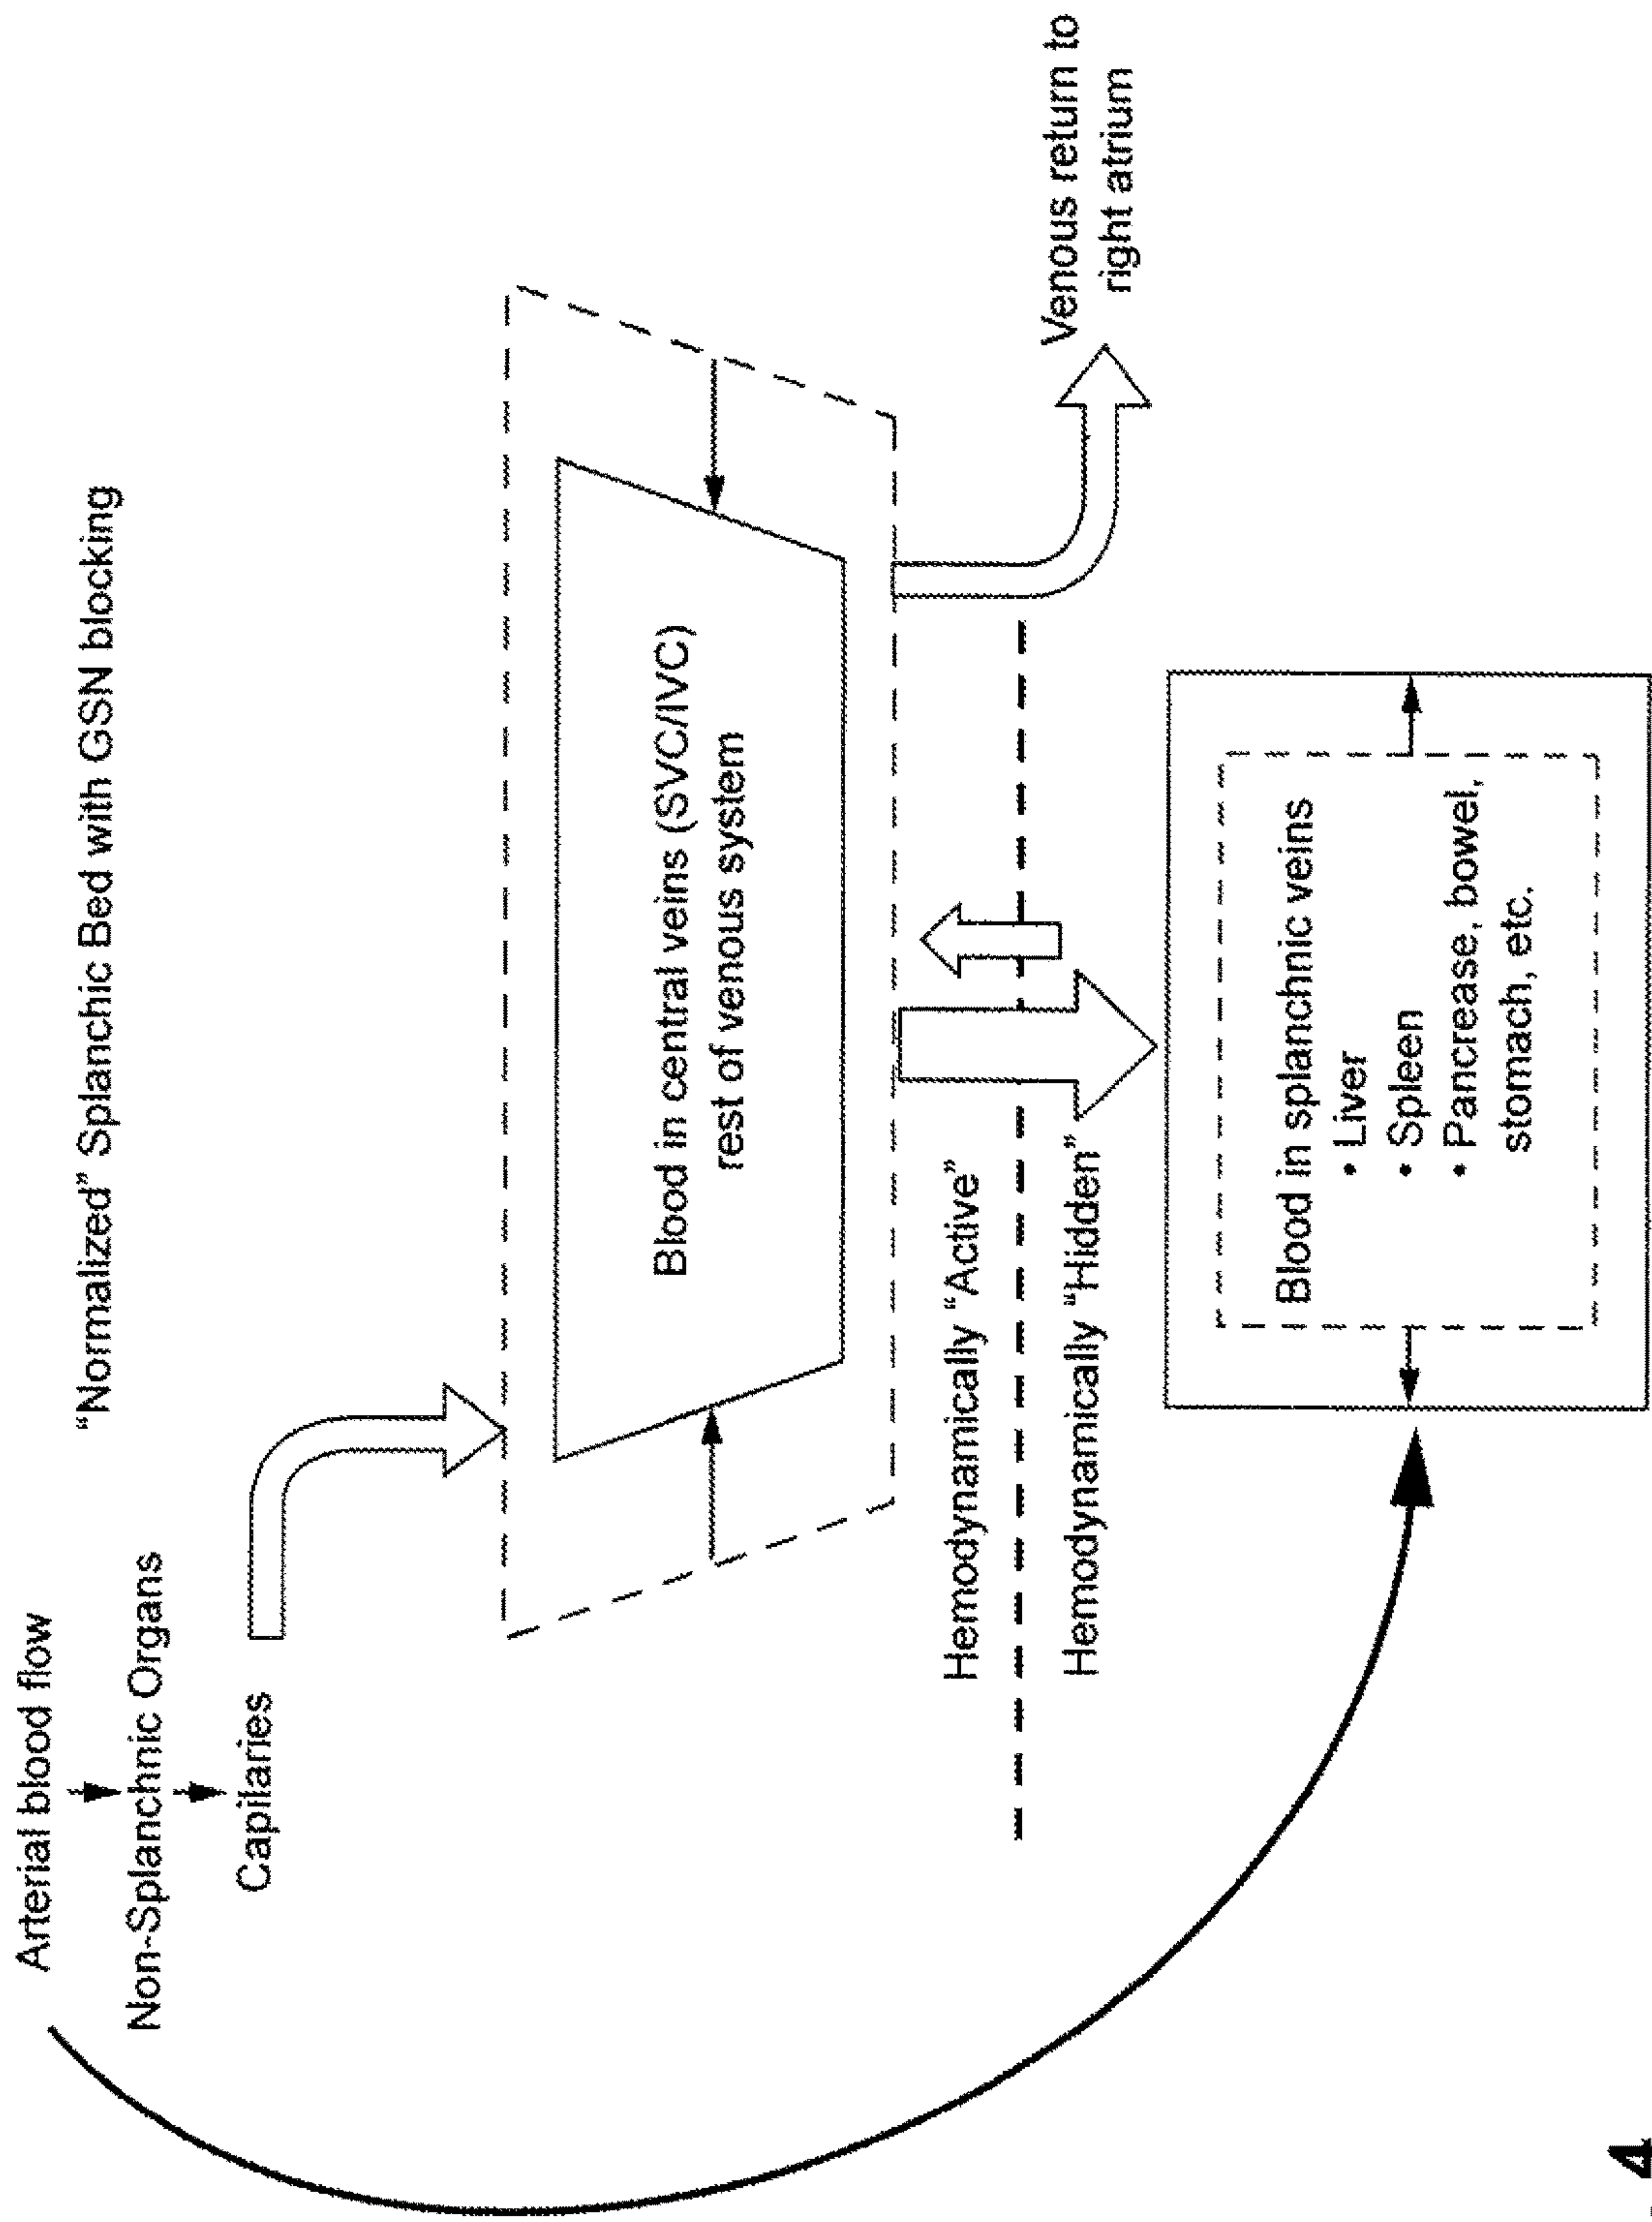 "Normalized" Splanchic Bed with GSN blocking
Arterial blood flow
Non-Splanchnic Organs
Capilaries
Blood in central veins (SVC/IVC)
rest of venous system
Hemodynamically "Active"
Hemodynamically "Hidden"
Venous return to
right atrium
Blood in splanchnic veins
• Liver
• Spleen
• Pancrease, bowel,
stomach, etc.
4